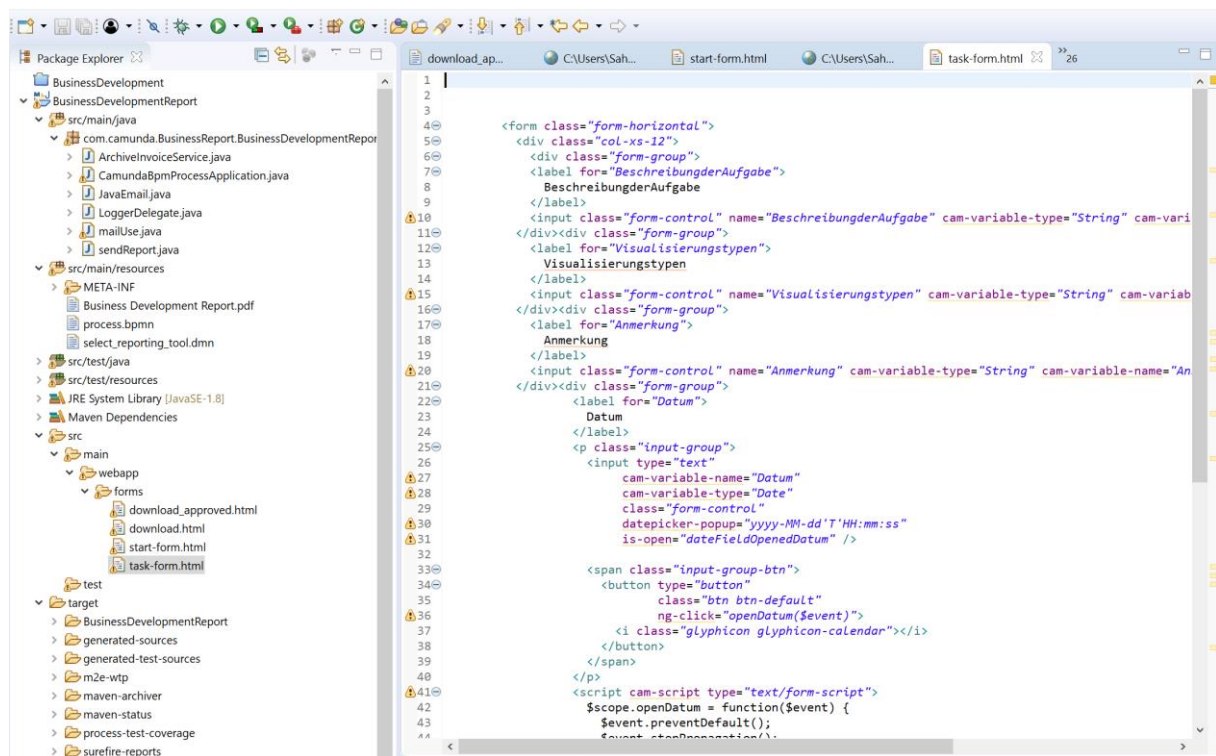 Package Explorer
BusinessDevelopment
BusinessDevelopmentReport
src/main/java
com.camunda.BusinessReport.BusinessDevelopmentRepor
ArchiveInvoiceService.java
CamundaBpmProcessApplication.java
JavaEmail.java
LoggerDelegate.java
mailUse.java
sendReport.java
src/main/resources
META-INF
Business Development Report.pdf
process.bpmn
select_reporting_tool.dmn
src/test/java
src/test/resources
JRE System Library [JavaSE-1.8]
Maven Dependencies
src
main
webapp
forms
download_approved.html
download.html
start-form.html
task-form.html
test
target
BusinessDevelopmentReport
generated-sources
generated-test-sources
m2e-wtp
maven-archiver
maven-status
process-test-coverage
surefire-reports
download_ap... C:\Users\Sah... start-form.html C:\Users\Sah... task-form.html 26
1
2
3
4 <form class="form-horizontal">
5 <div class="col-xs-12">
6 <div class="form-group">
7 <label for="BeschreibungderAufgabe">
8 BeschreibungderAufgabe
9 </label>
10 <input class="form-control" name="BeschreibungderAufgabe" cam-variable-type="String" cam-vari
11 </div><div class="form-group">
12 <label for="Visualisierungstypen">
13 Visualisierungstypen
14 </label>
15 <input class="form-control" name="Visualisierungstypen" cam-variable-type="String" cam-variab
16 </div><div class="form-group">
17 <label for="Anmerkung">
18 Anmerkung
19 </label>
20 <input class="form-control" name="Anmerkung" cam-variable-type="String" cam-variable-name="An
21 </div><div class="form-group">
22 <label for="Datum">
23 Datum
24 </label>
25 <p class="input-group">
26 <input type="text"
27 cam-variable-name="Datum"
28 cam-variable-type="Date"
29 class="form-control"
30 datepicker-popup="yyyy-MM-dd'T'HH:mm:ss"
31 is-open="dateFieldOpenedDatum" />
32
33 <span class="input-group-btn">
34 <button type="button"
35 class="btn btn-default"
36 ng-click="openDatum($event)">
37 <i class="glyphicon glyphicon-calendar"></i>
38 </button>
39 </span>
40 </p>
41 <script cam-script type="text/form-script">
42 $scope.openDatum = function($event) {
43 $event.preventDefault();
44 $event.stopPropagation();